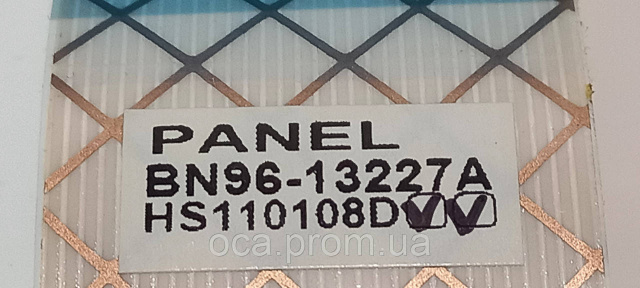 PANEL
BN96-13227A
HS110108D
oca.prom.ua